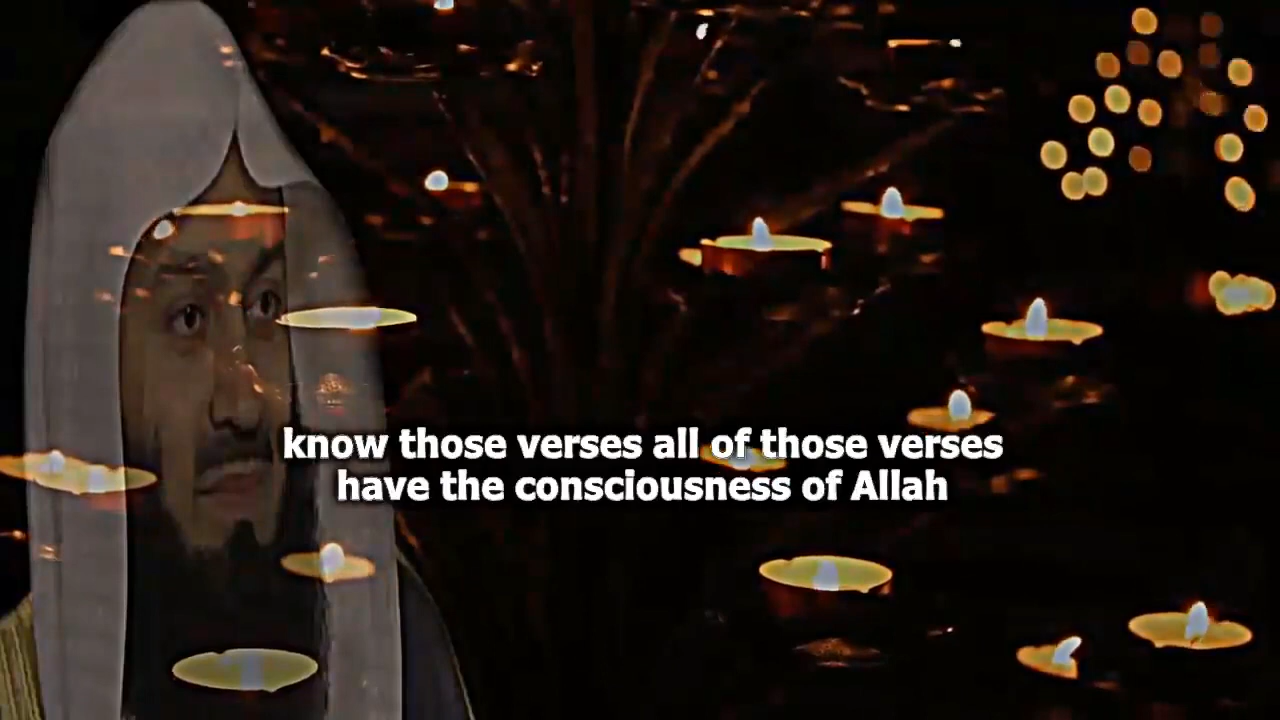 know those verses all of those verses
have the consciousness of Allah